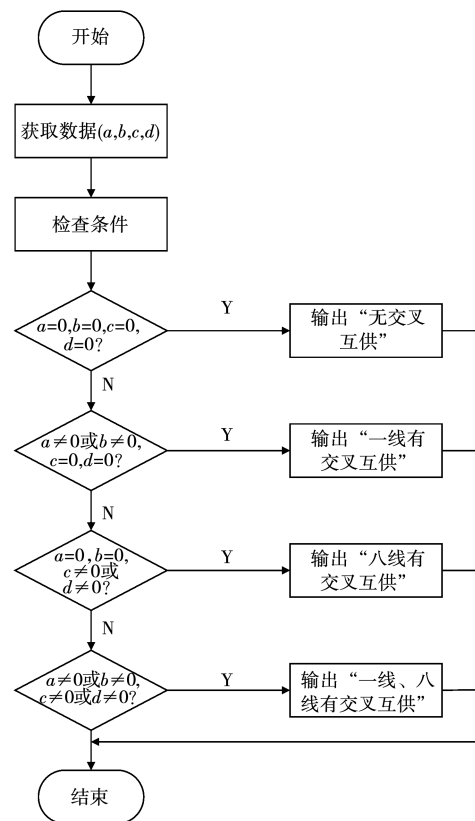 开始
获取数据(a,b,c,d)
检查条件
a=0,b=0,c=0,
d=0?
Y
输出“无交叉
互供”
N
a≠0或b≠0,
c=0,d=0?
Y
输出“一线有
交叉互供”
N
a=0,b=0,
c≠0或
d≠0?
Y
输出“八线有
交叉互供”
N
a≠0或b≠0,
c≠0或d≠0?
Y
输出“一线、八
线有交叉互供”
结束